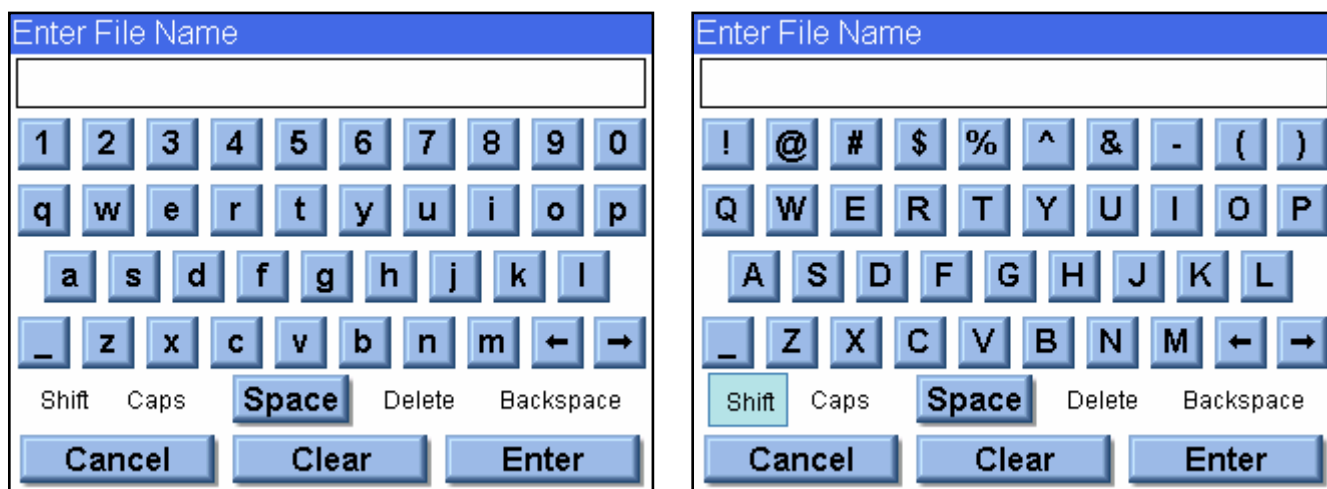 Enter File Name
1 2 3 4 5 6 7 8 9 0
q w e r t y u i o p
a s d f g h j k l
_ z x c v b n m ← →
Shift Caps Space Delete Backspace
Cancel Clear Enter
Enter File Name
! @ # $ % ^ & - ( )
Q W E R T Y U I O P
A S D F G H J K L
_ Z X C V B N M ← →
Shift Caps Space Delete Backspace
Cancel Clear Enter